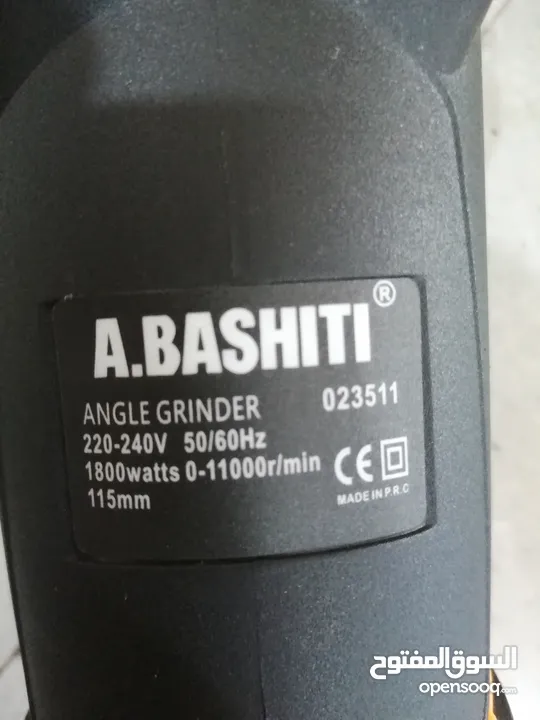 A.BASHITI®
ANGLE GRINDER 023511
220-240V 50/60Hz
1800watts 0-11000r/min
115mm
CE
MADE IN P.R.C
السوق المفتوح
opensooq.com